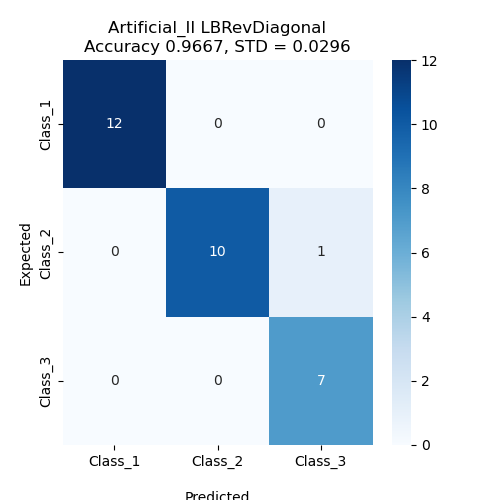 Artificial_II LBRevDiagonal
Accuracy 0.9667, STD = 0.0296
Expected
Class_1
12
0
0
Class_2
0
10
1
Class_3
0
0
7
Class_1
Class_2
Class_3
Predicted
12
10
8
6
4
2
0